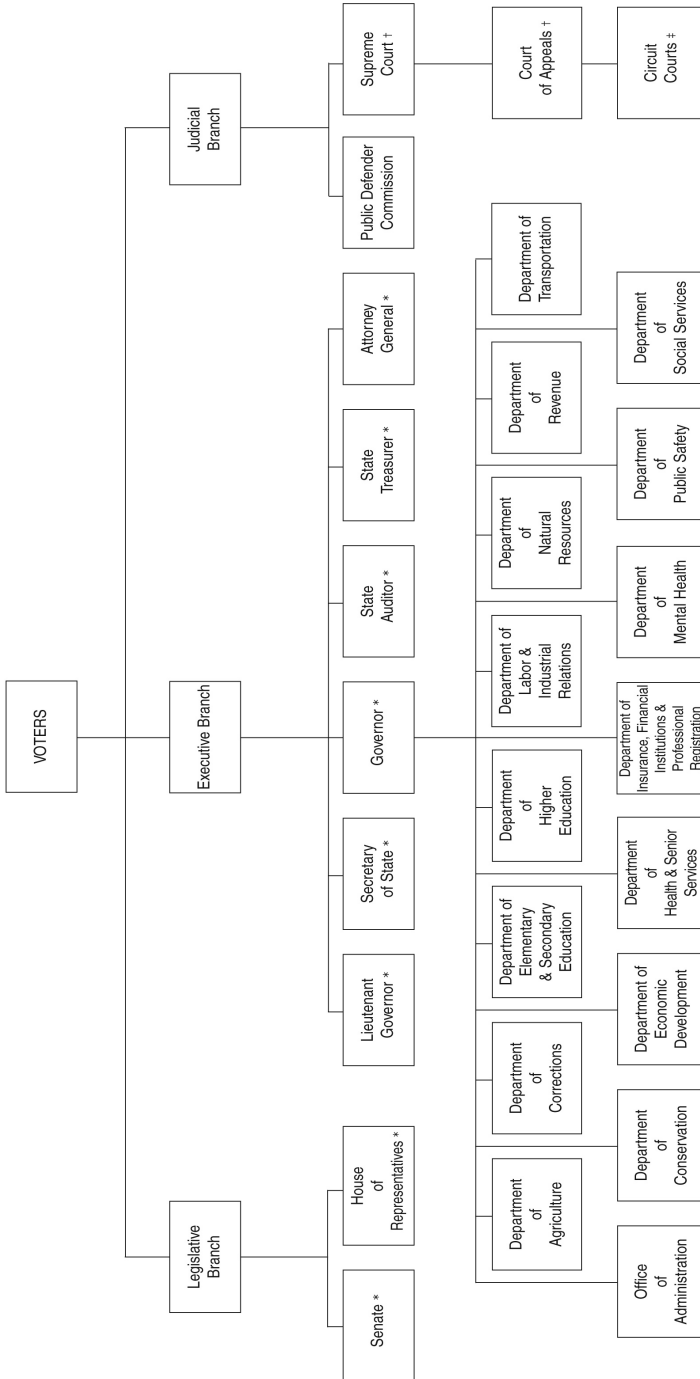 VOTERS
Legislative
Branch
Executive Branch
Judicial
Branch
Senate *
House
of
Representatives *
Lieutenant
Governor *
Secretary
of State *
Governor *
State
Auditor *
State
Treasurer *
Attorney
General *
Public Defender
Commission
Supreme
Court †
Department
of
Agriculture
Department
of
Corrections
Department of
Elementary
& Secondary
Education
Department
of
Higher
Education
Department of
Labor &
Industrial
Relations
Department
of
Natural
Resources
Department
of
Revenue
Department of
Transportation
Court
of Appeals †
Office
of
Administration
Department
of
Conservation
Department of
Economic
Development
Department
of
Health & Senior
Services
Department of
Insurance, Financial
Institutions &
Professional
Registration
Department
of
Mental Health
Department
of
Public Safety
Department
of
Social Services
Circuit
Courts ‡